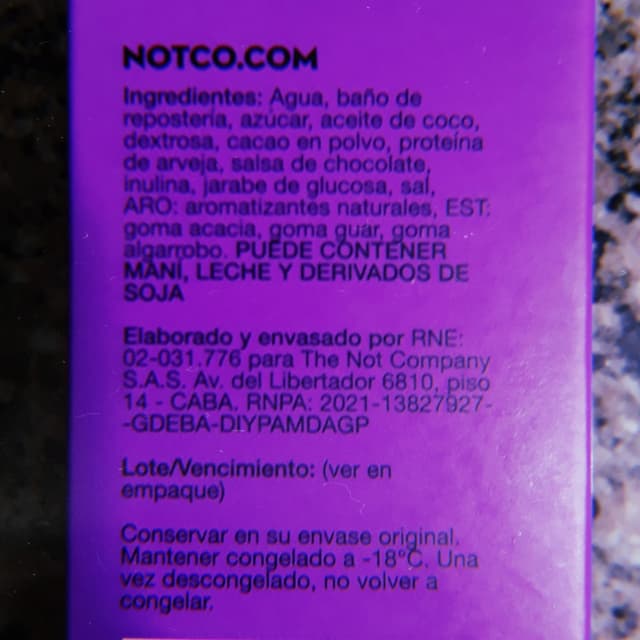 NOTCO.COM
Ingredientes: Agua, baño de
repostería, azúcar, aceite de coco,
dextrosa, cacao en polvo, proteína
de arveja, salsa de chocolate,
inulina, jarabe de glucosa, sal,
ARO: aromatizantes naturales, EST:
goma acacia, goma guar, goma
algarrobo. PUEDE CONTENER
MANÍ, LECHE Y DERIVADOS DE
SOJA
Elaborado y envasado por RNE:
02-031.776 para The Not Company
S.A.S. Av. del Libertador 6810, piso
14 - CABA. RNPA: 2021-13827927-
-GDEBA-DIYPAMDAGP
Lote/Vencimiento: (ver en
empaque)
Conservar en su envase original.
Mantener congelado a -18°C. Una
vez descongelado, no volver a
congelar.